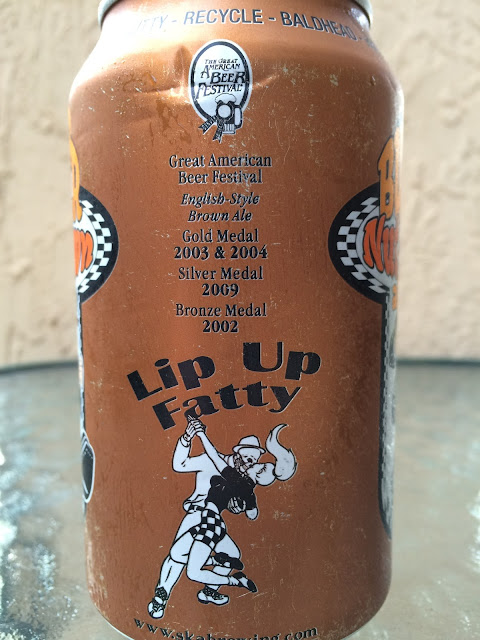 - RECYCLE - BALDHEAD -
THE GREAT
AMERICAN
BEER
FESTIVAL
Great American
Beer Festival
English-Style
Brown Ale
Gold Medal
2003 & 2004
Silver Medal
2009
Bronze Medal
2002
Lip Up
Fatty
www.skabrewing.com